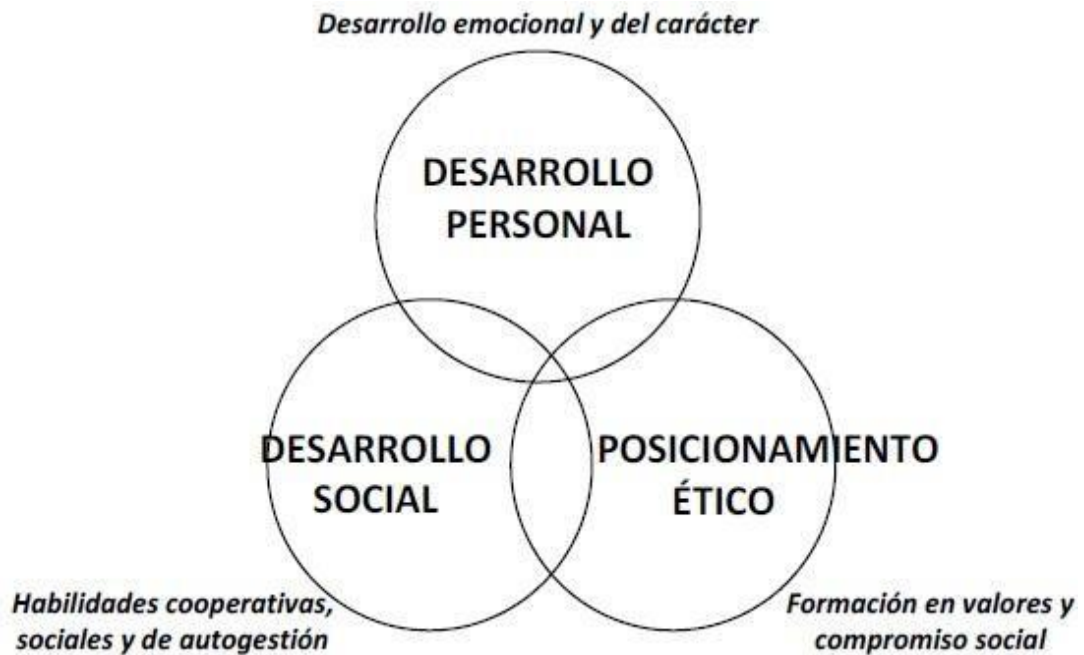 Desarrollo emocional y del carácter
DESARROLLO
PERSONAL
DESARROLLO
SOCIAL
POSICIONAMIENTO
ÉTICO
Habilidades cooperativas,
sociales y de autogestión
Formación en valores y
compromiso social